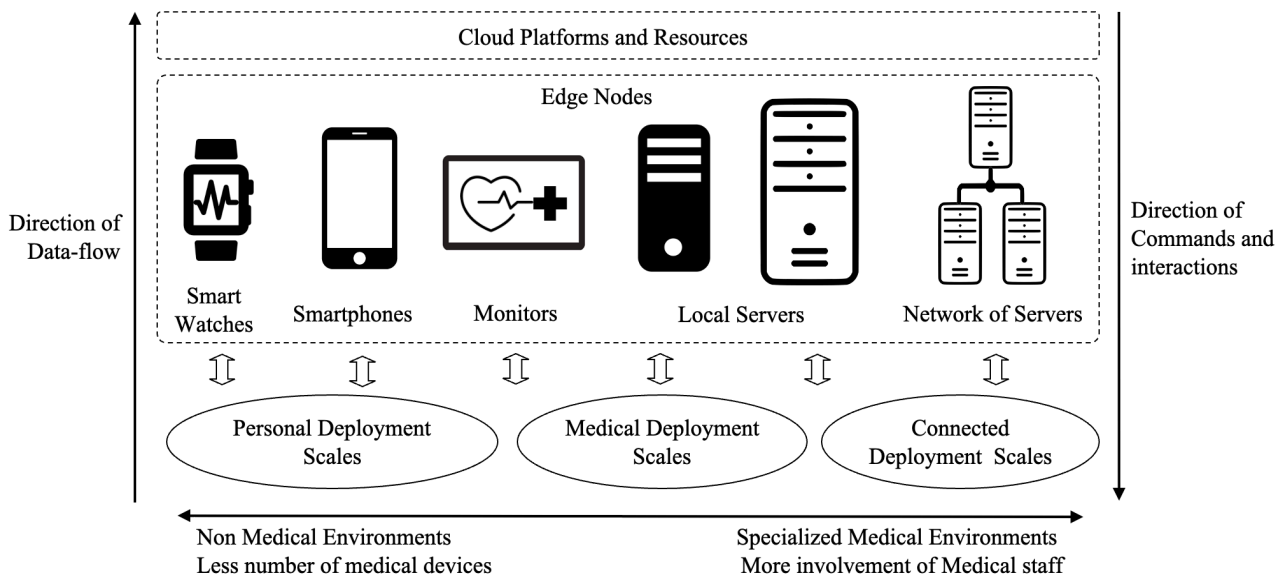 Cloud Platforms and Resources
Edge Nodes
Direction of
Data-flow
Smart
Watches
Smartphones
Monitors
Local Servers
Network of Servers
Direction of
Commands and
interactions
Personal Deployment
Scales
Medical Deployment
Scales
Connected
Deployment Scales
Non Medical Environments
Less number of medical devices
Specialized Medical Environments
More involvement of Medical staff